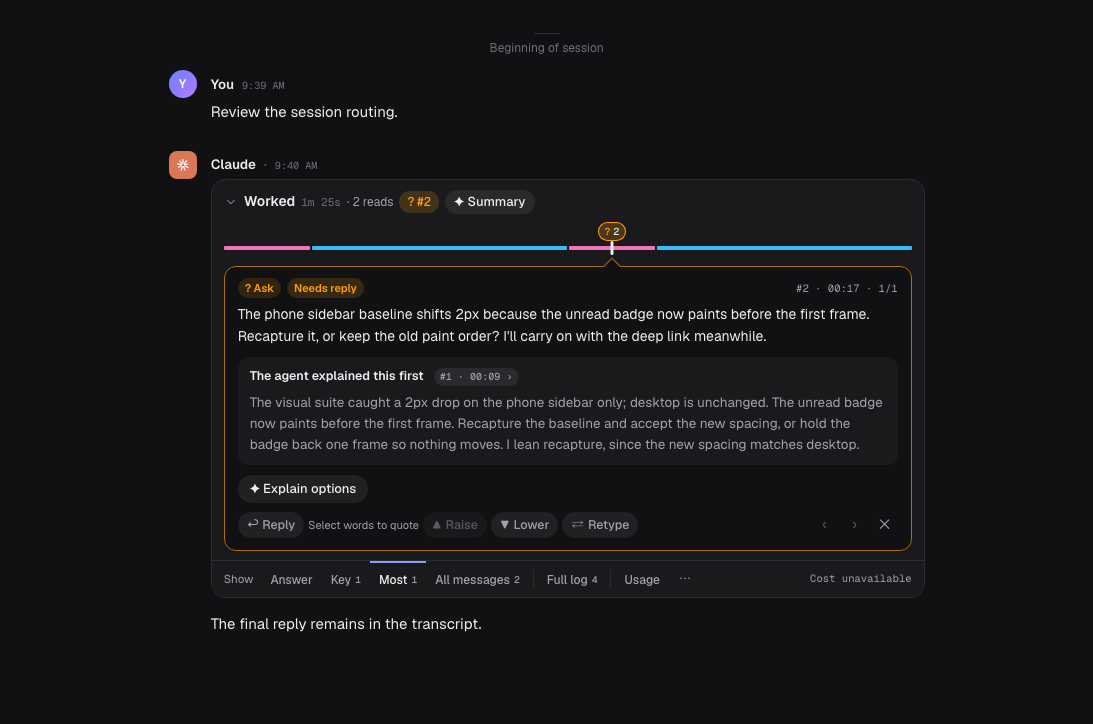 Beginning of session
Y
You 9:39 AM
Review the session routing.
Claude · 9:40 AM
Worked 1m 25s · 2 reads ? #2 ✦ Summary
? 2
? Ask Needs reply #2 · 00:17 · 1/1
The phone sidebar baseline shifts 2px because the unread badge now paints before the first frame.
Recapture it, or keep the old paint order? I'll carry on with the deep link meanwhile.
The agent explained this first #1 · 00:09 ›
The visual suite caught a 2px drop on the phone sidebar only; desktop is unchanged. The unread badge
now paints before the first frame. Recapture the baseline and accept the new spacing, or hold the
badge back one frame so nothing moves. I lean recapture, since the new spacing matches desktop.
✦ Explain options
↩ Reply Select words to quote ▲ Raise ▼ Lower ⇄ Retype ‹ › ×
Show Answer Key 1 Most 1 All messages 2 Full log 4 Usage ··· Cost unavailable
The final reply remains in the transcript.